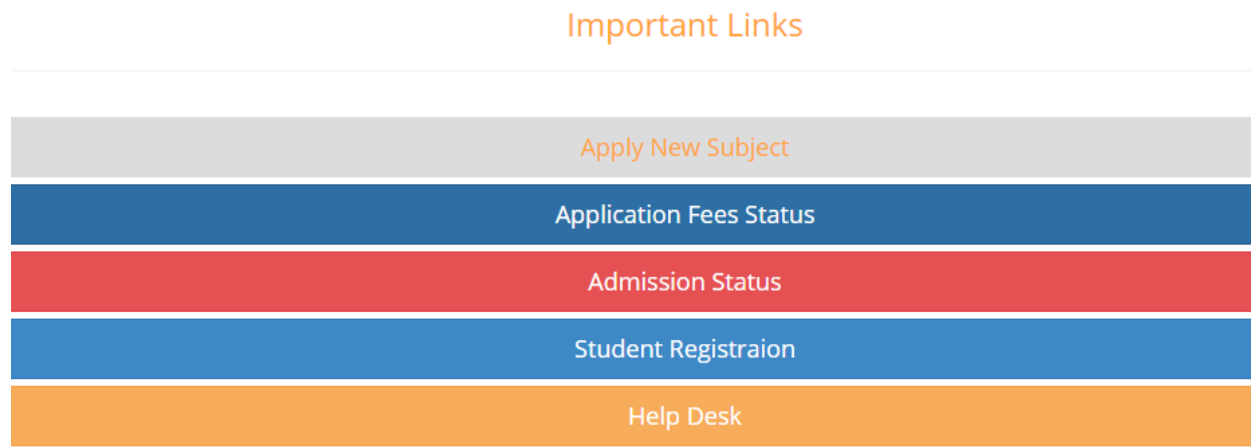 Important Links
Apply New Subject
Application Fees Status
Admission Status
Student Registraion
Help Desk